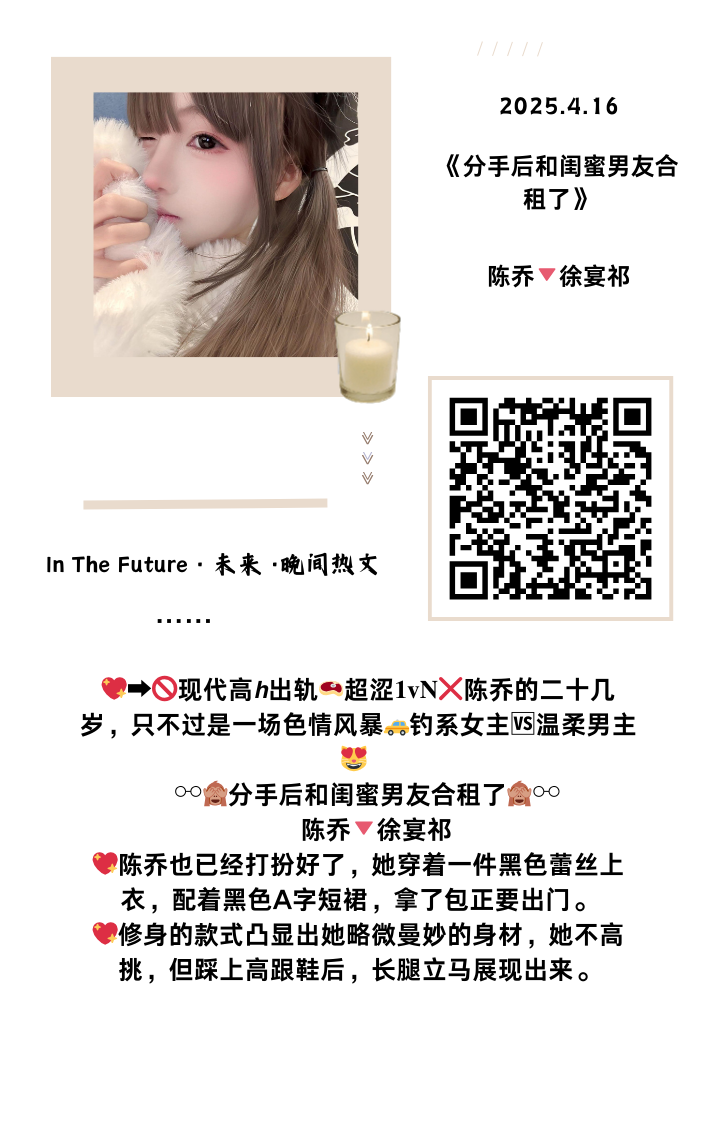 2025.4.16
《分手后和闺蜜男友合
租了》
陈乔🔻徐宴祁
In The Future · 未来 ·晚间热文
......
💖➡🚫现代高h出轨🥩超涩1vN❌陈乔的二十几
岁，只不过是一场色情风暴🚕钓系女主🆚温柔男主
😻
👓🙈分手后和闺蜜男友合租了🙈👓
陈乔🔻徐宴祁
💖陈乔也已经打扮好了，她穿着一件黑色蕾丝上
衣，配着黑色A字短裙，拿了包正要出门。
💖修身的款式凸显出她略微曼妙的身材，她不高
挑，但踩上高跟鞋后，长腿立马展现出来。